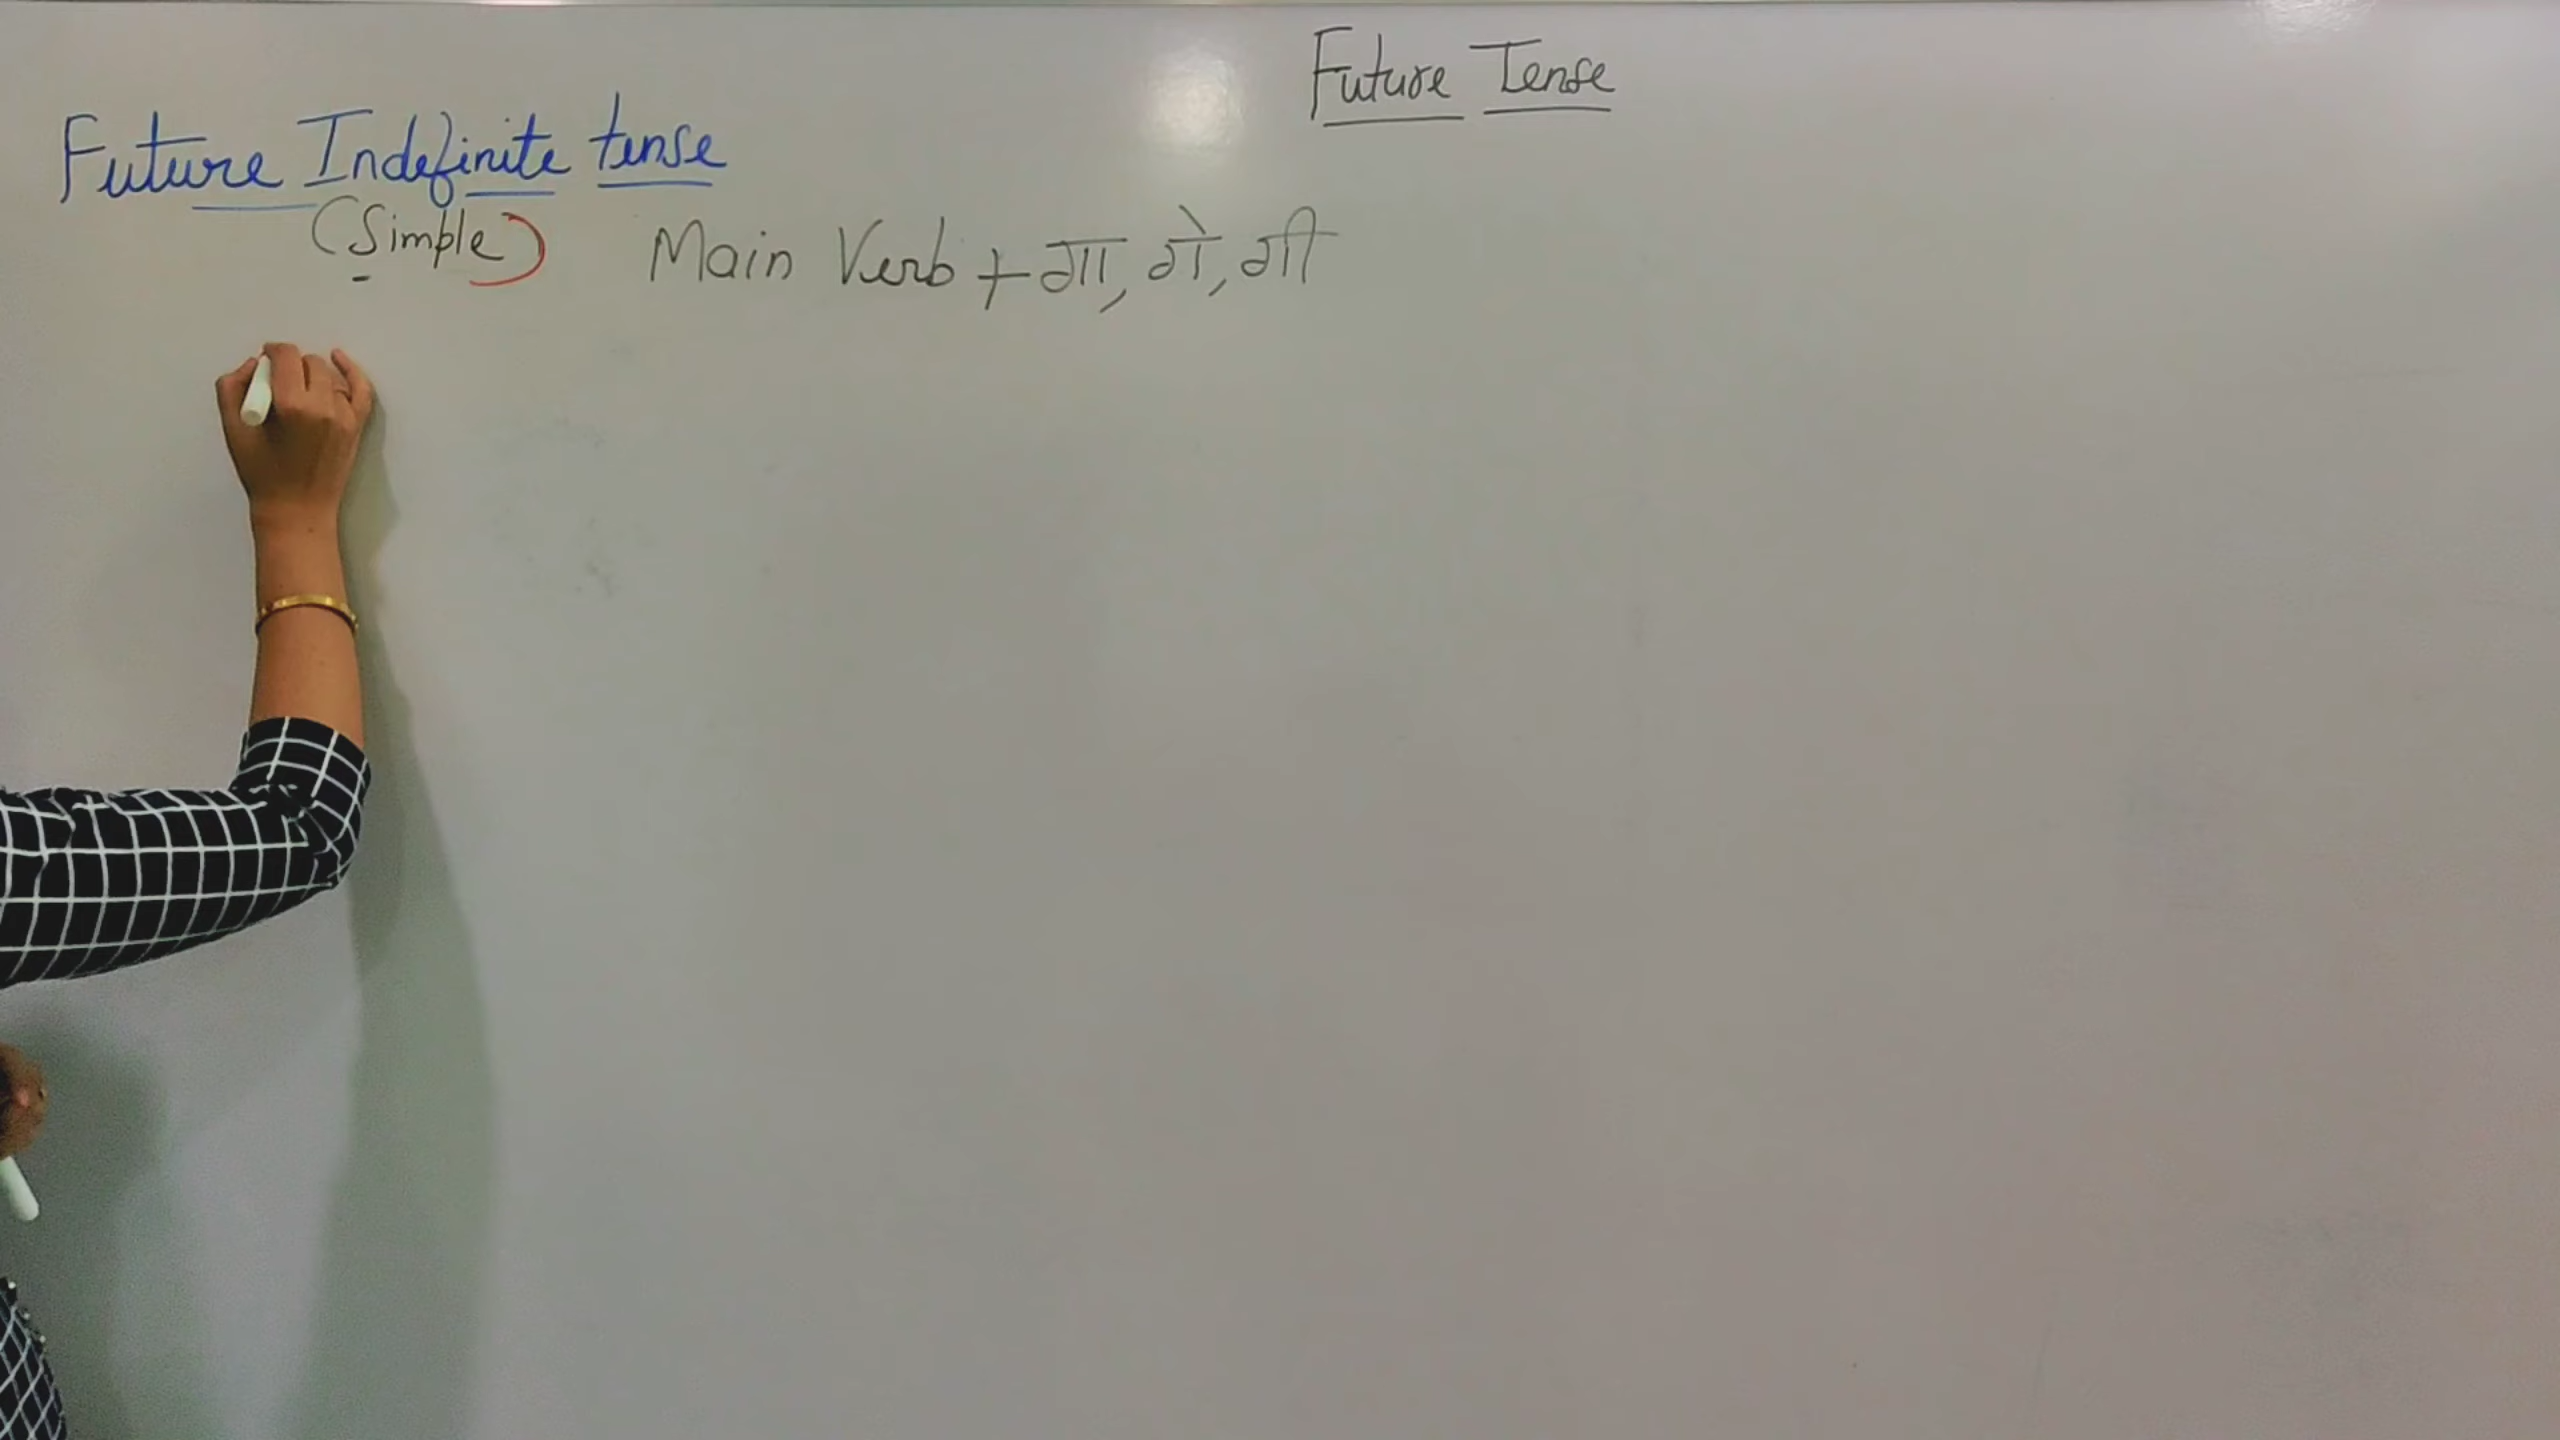 Future Tense
Future Indefinite tense
(Simple) Main Verb + गा, गे, गी